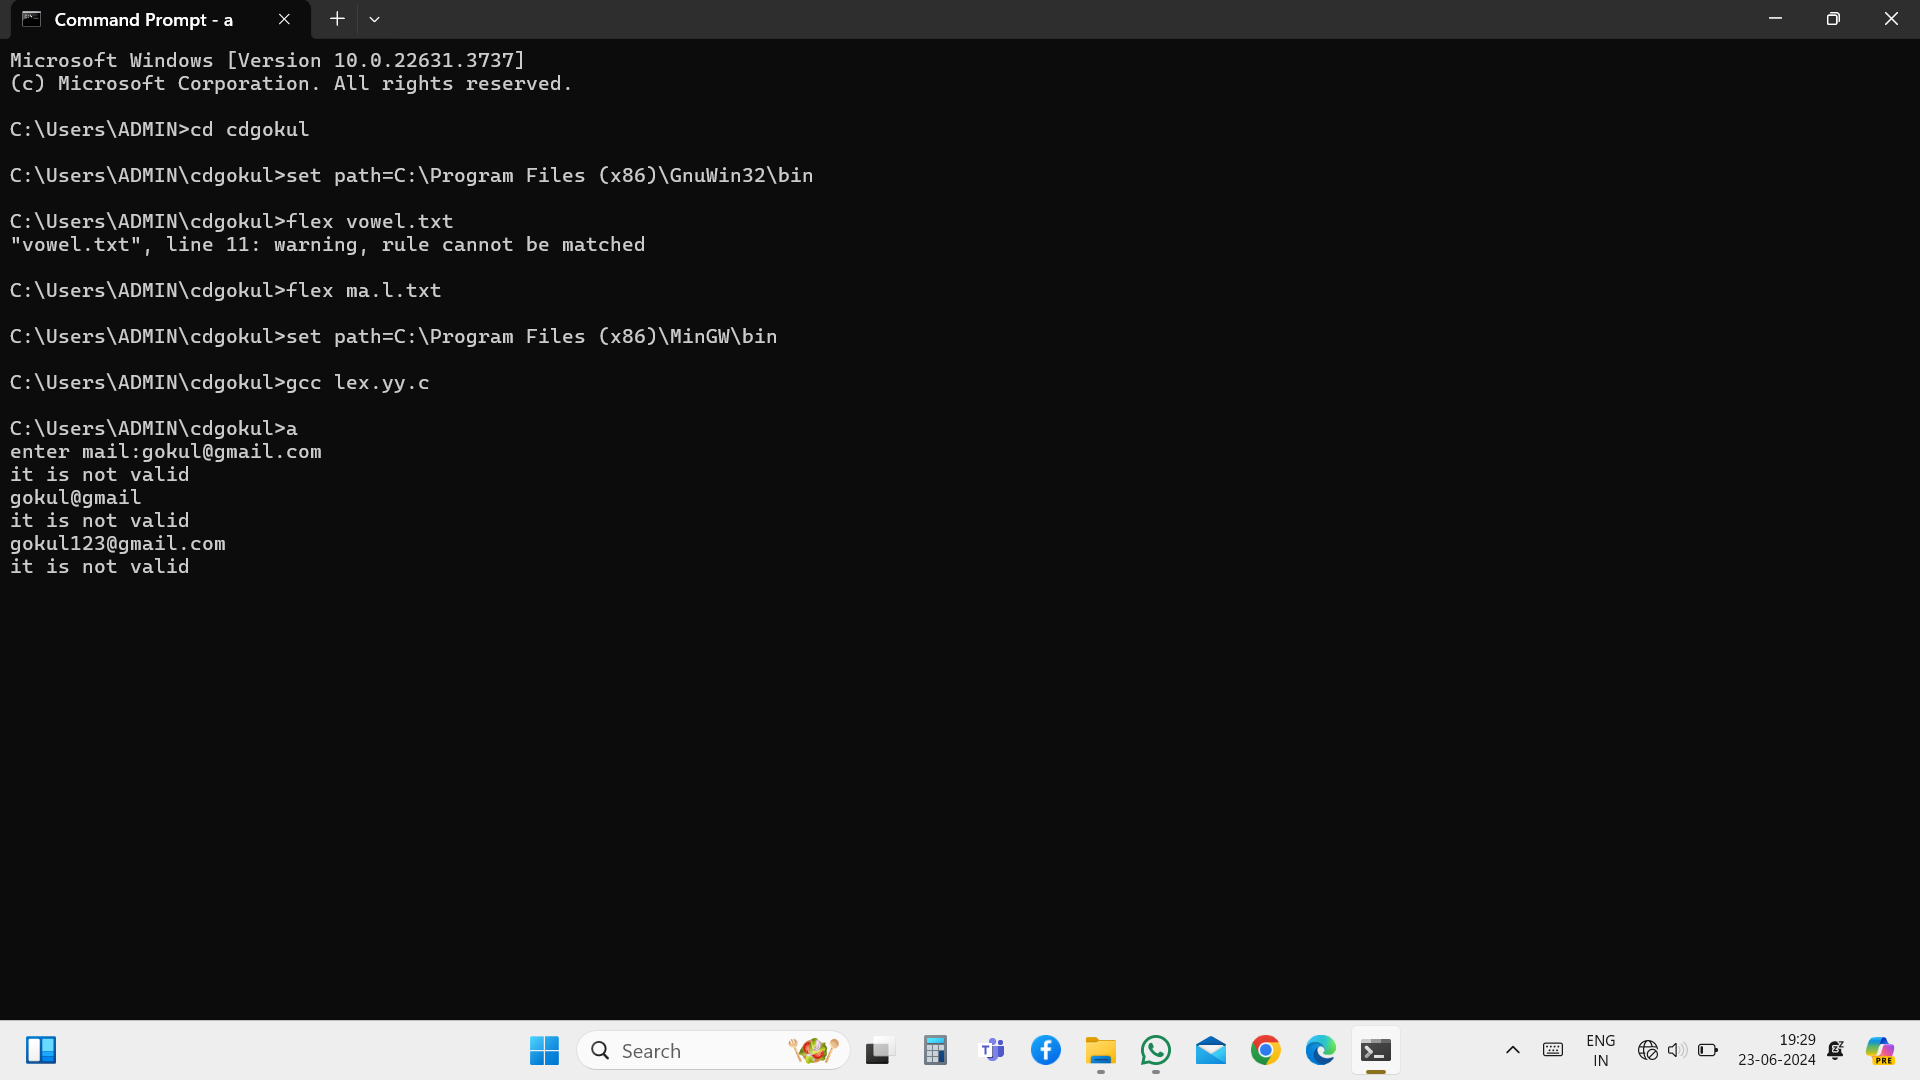 Command Prompt - a
Microsoft Windows [Version 10.0.22631.3737]
(c) Microsoft Corporation. All rights reserved.
C:\Users\ADMIN>cd cdgokul
C:\Users\ADMIN\cdgokul>set path=C:\Program Files (x86)\GnuWin32\bin
C:\Users\ADMIN\cdgokul>flex vowel.txt
"vowel.txt", line 11: warning, rule cannot be matched
C:\Users\ADMIN\cdgokul>flex ma.l.txt
C:\Users\ADMIN\cdgokul>set path=C:\Program Files (x86)\MinGW\bin
C:\Users\ADMIN\cdgokul>gcc lex.yy.c
C:\Users\ADMIN\cdgokul>a
enter mail:gokul@gmail.com
it is not valid
gokul@gmail
it is not valid
gokul123@gmail.com
it is not valid
Search
ENG
IN
19:29
23-06-2024
PRE